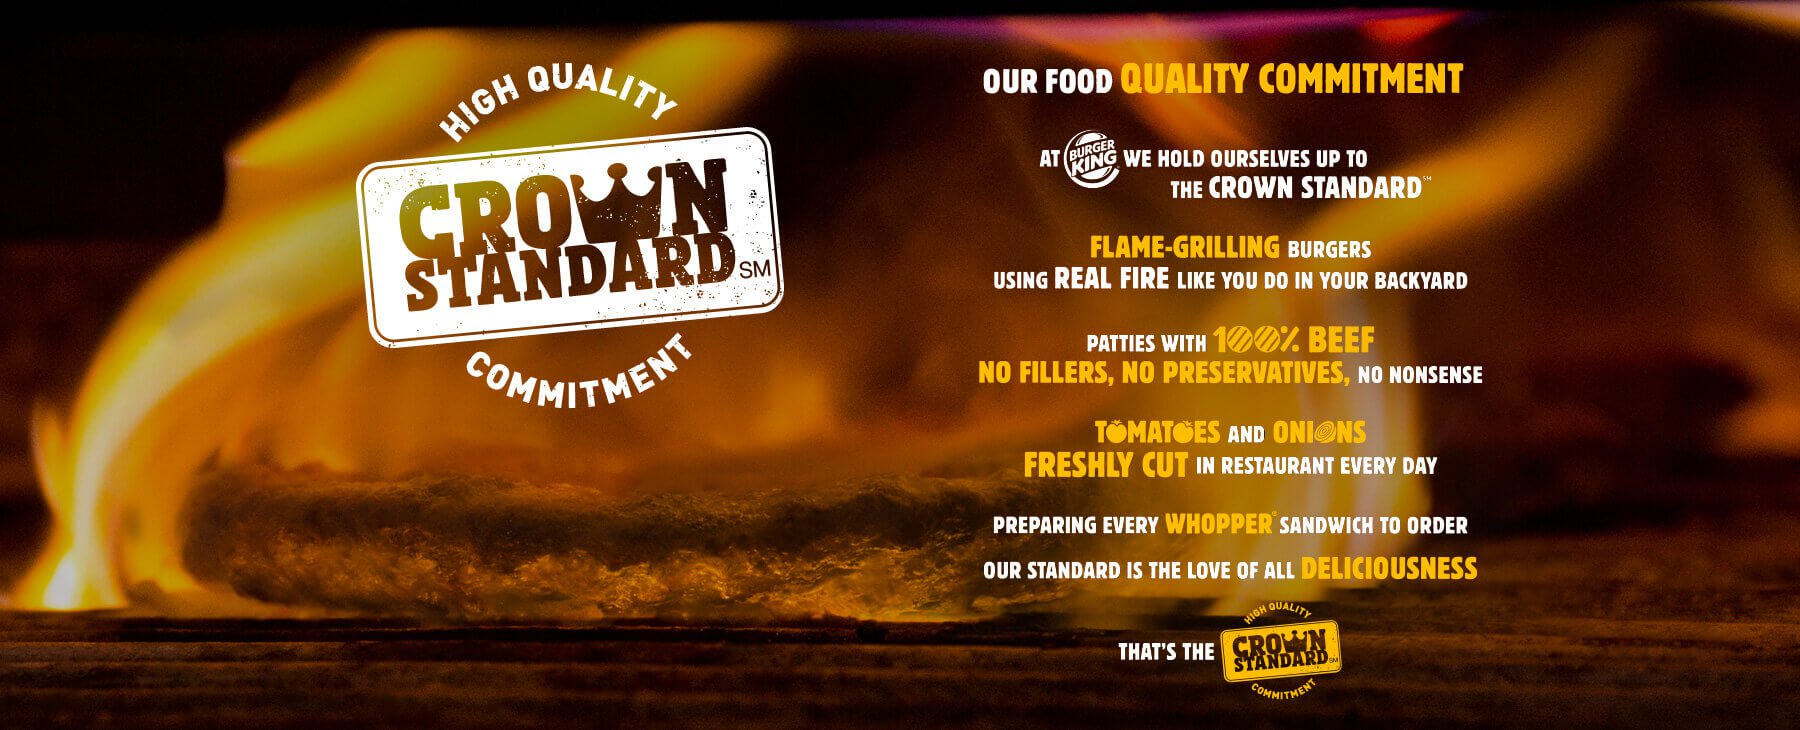 HIGH QUALITY
CROWN
STANDARD SM
COMMITMENT
OUR FOOD QUALITY COMMITMENT
AT BURGER KING WE HOLD OURSELVES UP TO
THE CROWN STANDARD℠
FLAME-GRILLING BURGERS
USING REAL FIRE LIKE YOU DO IN YOUR BACKYARD
PATTIES WITH 100% BEEF
NO FILLERS, NO PRESERVATIVES, NO NONSENSE
TOMATOES AND ONIONS
FRESHLY CUT IN RESTAURANT EVERY DAY
PREPARING EVERY WHOPPER® SANDWICH TO ORDER
OUR STANDARD IS THE LOVE OF ALL DELICIOUSNESS
HIGH QUALITY
THAT'S THE CROWN
STANDARD SM
COMMITMENT